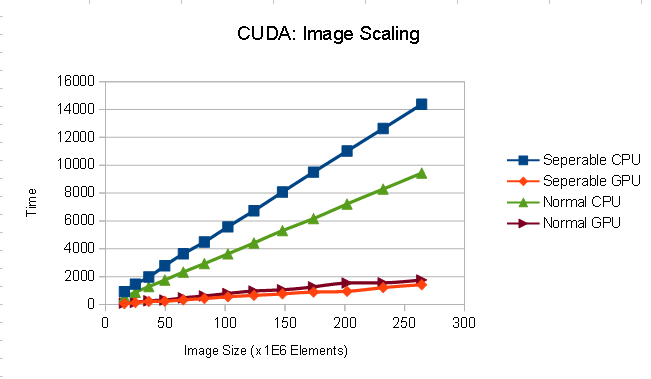 CUDA: Image Scaling
16000
14000
12000
10000
8000
6000
4000
2000
0
Time
0 50 100 150 200 250 300
Image Size (x 1E6 Elements)
Seperable CPU
Seperable GPU
Normal CPU
Normal GPU